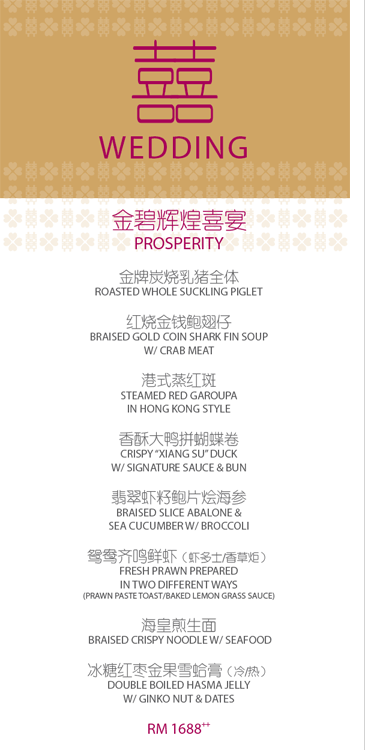 囍
WEDDING
金碧辉煌喜宴
PROSPERITY
金牌炭烧乳猪全体
ROASTED WHOLE SUCKLING PIGLET
红烧金钱鲍翅仔
BRAISED GOLD COIN SHARK FIN SOUP
W/ CRAB MEAT
港式蒸红斑
STEAMED RED GAROUPA
IN HONG KONG STYLE
香酥大鸭拼蝴蝶卷
CRISPY "XIANG SU" DUCK
W/ SIGNATURE SAUCE & BUN
翡翠虾籽鲍片烩海参
BRAISED SLICE ABALONE &
SEA CUCUMBER W/ BROCCOLI
鸳鸯齐鸣鲜虾（虾多士/香草炬）
FRESH PRAWN PREPARED
IN TWO DIFFERENT WAYS
(PRAWN PASTE TOAST/BAKED LEMON GRASS SAUCE)
海皇煎生面
BRAISED CRISPY NOODLE W/ SEAFOOD
冰糖红枣金果雪蛤膏（冷/热）
DOUBLE BOILED HASMA JELLY
W/ GINKO NUT & DATES
RM 1688++